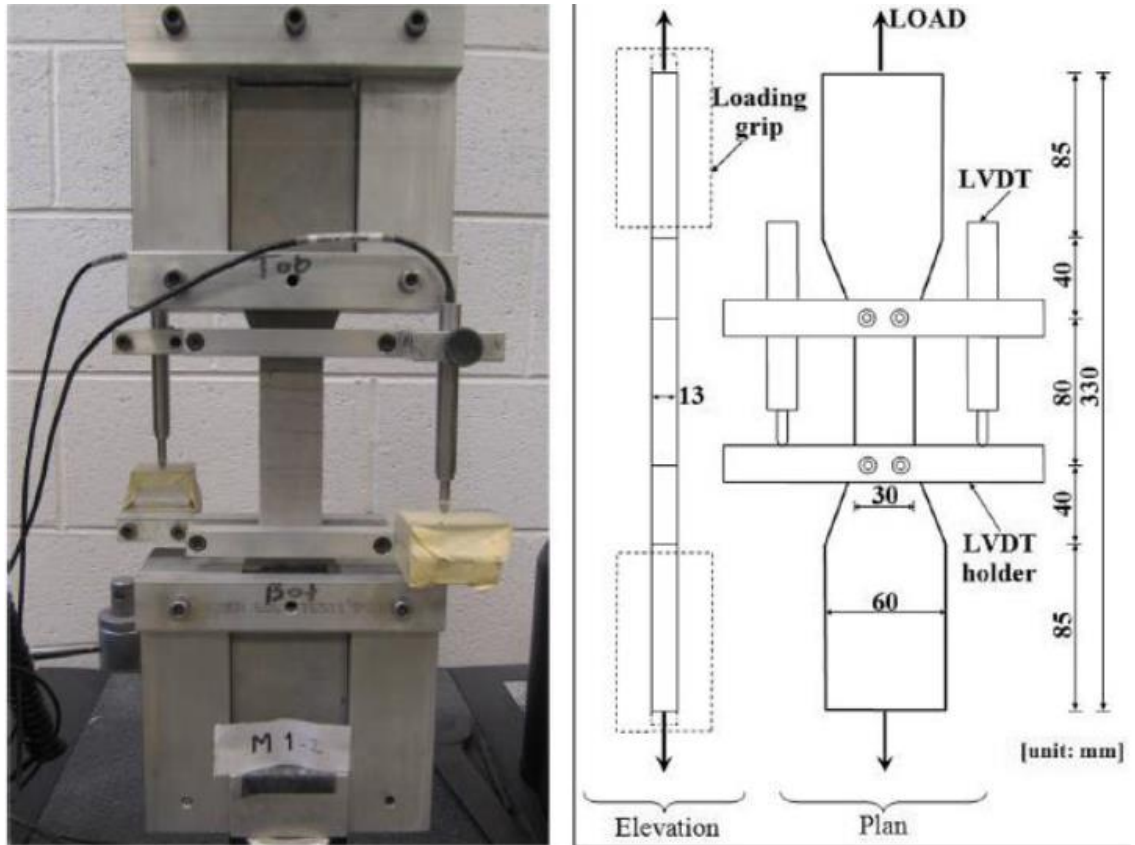 Top
Bot
M 1-2
LOAD
Loading
grip
LVDT
85
40
13
80
330
30
40
LVDT
holder
60
85
[unit: mm]
Elevation
Plan